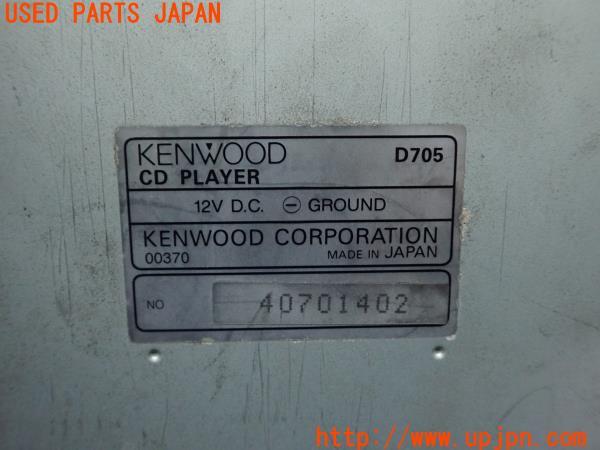 USED PARTS JAPAN
KENWOOD D705
CD PLAYER
12V D.C. ⊖ GROUND
KENWOOD CORPORATION
00370 MADE IN JAPAN
NO 40701402
http://www.upjpn.com